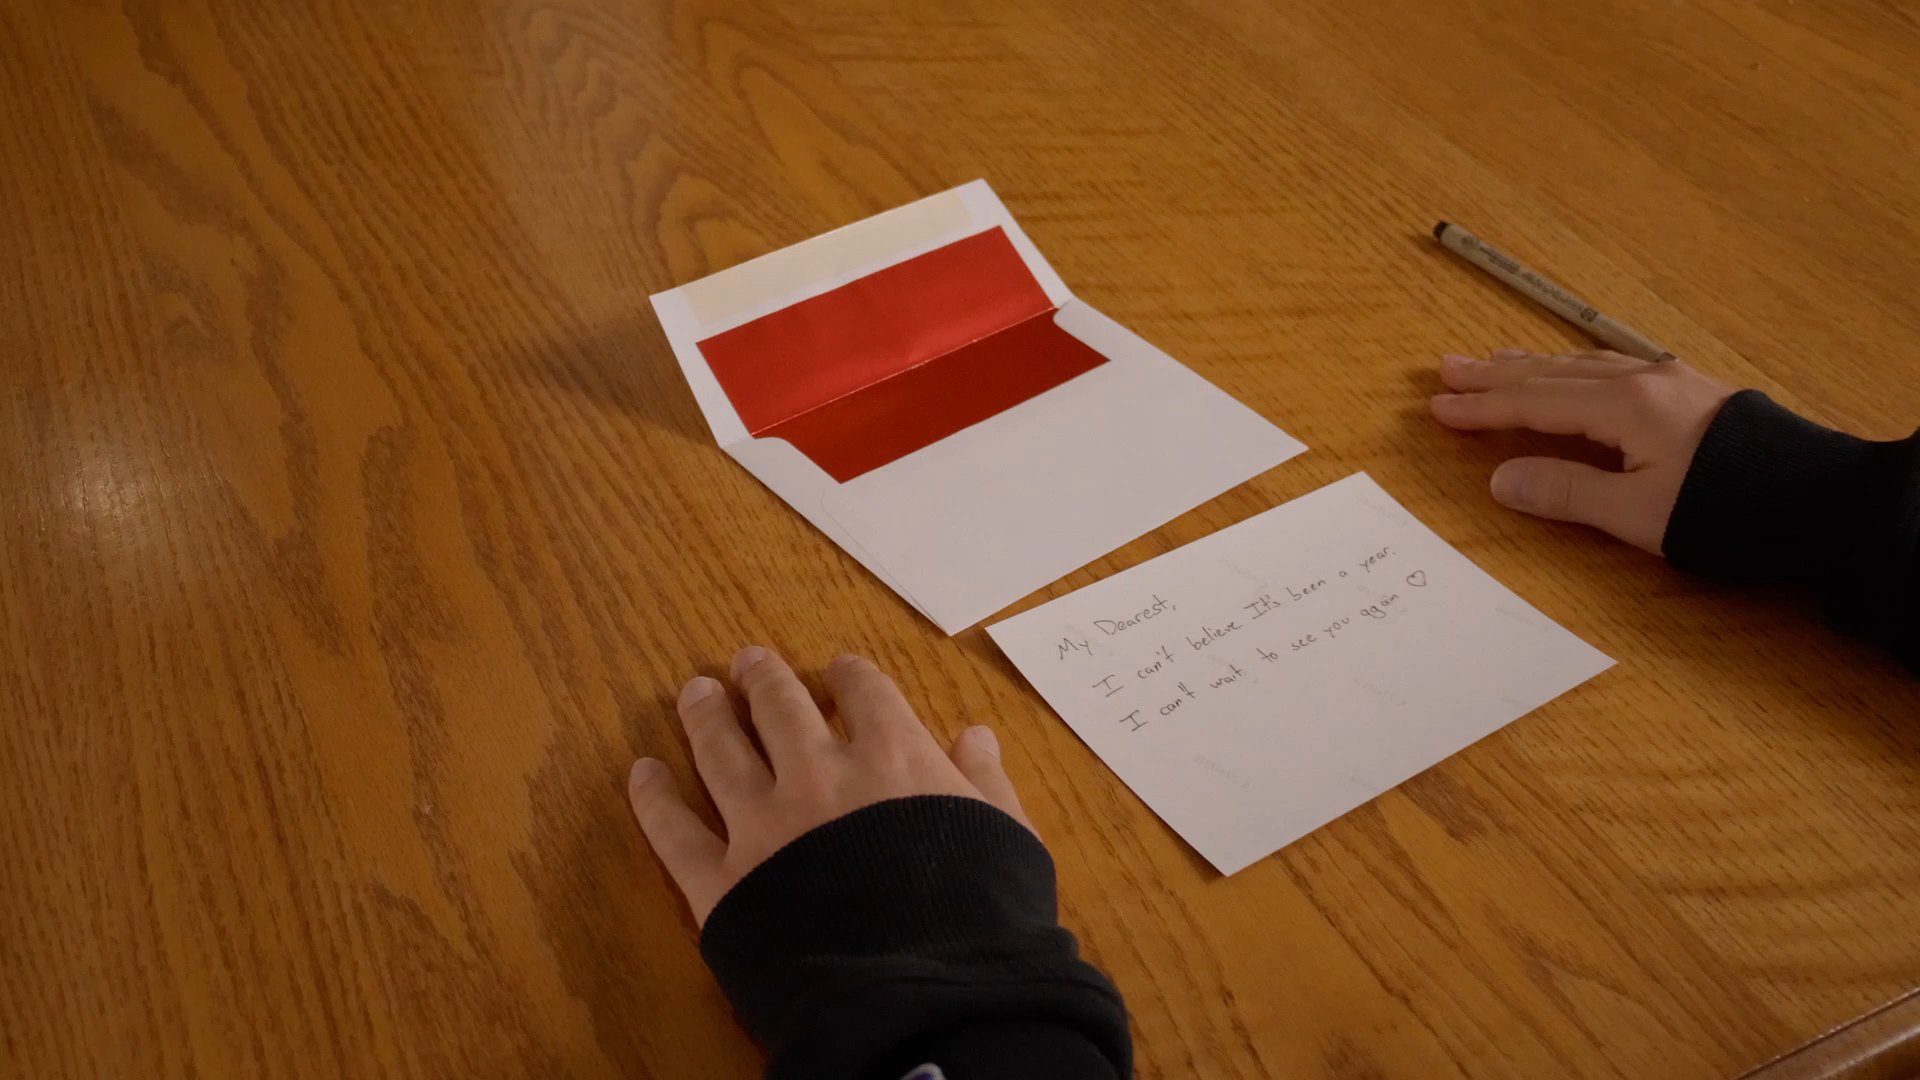 My Dearest,
I can't believe It's been a year.
I can't wait to see you again ♡